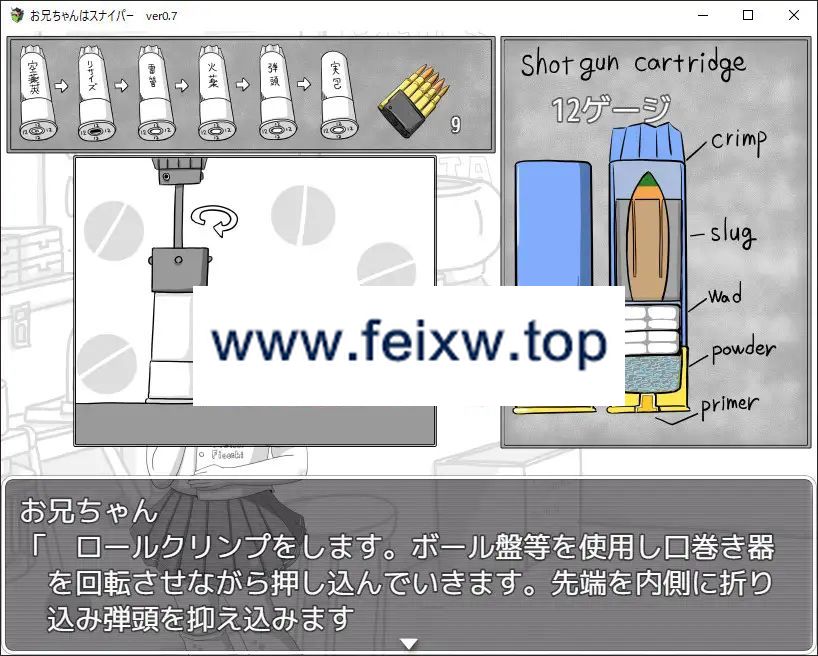 お兄ちゃんはスナイパー ver0.7
空薬莢
リサイズ
雷管
火薬
弾頭
実包
9
Shotgun cartridge
12ゲージ
crimp
slug
wad
powder
primer
www.feixw.top
Fiocchi
お兄ちゃん
「 ロールクリンプをします。ボール盤等を使用し口巻き器
を回転させながら押し込んでいきます。先端を内側に折り
込み弾頭を抑え込みます